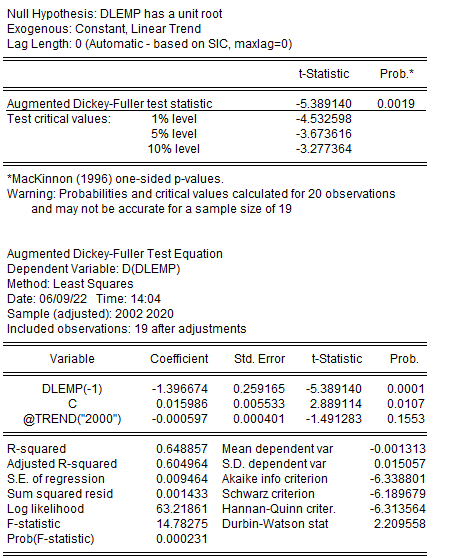 Null Hypothesis: DLEMP has a unit root
Exogenous: Constant, Linear Trend
Lag Length: 0 (Automatic - based on SIC, maxlag=0)
t-Statistic Prob.*
Augmented Dickey-Fuller test statistic -5.389140 0.0019
Test critical values: 1% level -4.532598
5% level -3.673616
10% level -3.277364
*MacKinnon (1996) one-sided p-values.
Warning: Probabilities and critical values calculated for 20 observations
and may not be accurate for a sample size of 19
Augmented Dickey-Fuller Test Equation
Dependent Variable: D(DLEMP)
Method: Least Squares
Date: 06/09/22 Time: 14:04
Sample (adjusted): 2002 2020
Included observations: 19 after adjustments
Variable Coefficient Std. Error t-Statistic Prob.
DLEMP(-1) -1.396674 0.259165 -5.389140 0.0001
C 0.015986 0.005533 2.889114 0.0107
@TREND("2000") -0.000597 0.000401 -1.491283 0.1553
R-squared 0.648857 Mean dependent var -0.001313
Adjusted R-squared 0.604964 S.D. dependent var 0.015057
S.E. of regression 0.009464 Akaike info criterion -6.338801
Sum squared resid 0.001433 Schwarz criterion -6.189679
Log likelihood 63.21861 Hannan-Quinn criter. -6.313564
F-statistic 14.78275 Durbin-Watson stat 2.209558
Prob(F-statistic) 0.000231